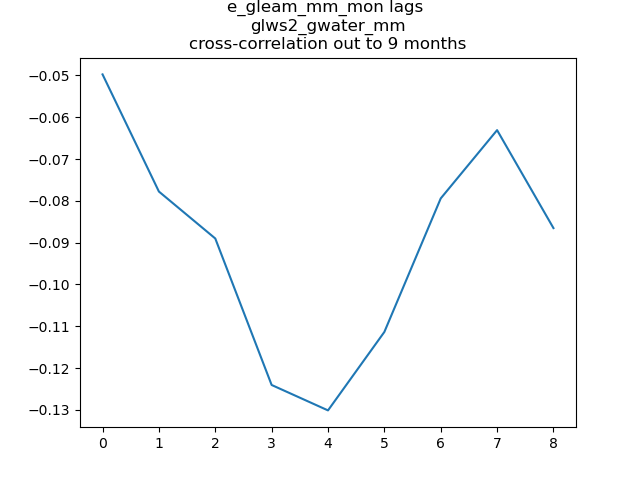 e_gleam_mm_mon lags
glws2_gwater_mm
cross-correlation out to 9 months
−0.05
−0.06
−0.07
−0.08
−0.09
−0.10
−0.11
−0.12
−0.13
0 1 2 3 4 5 6 7 8